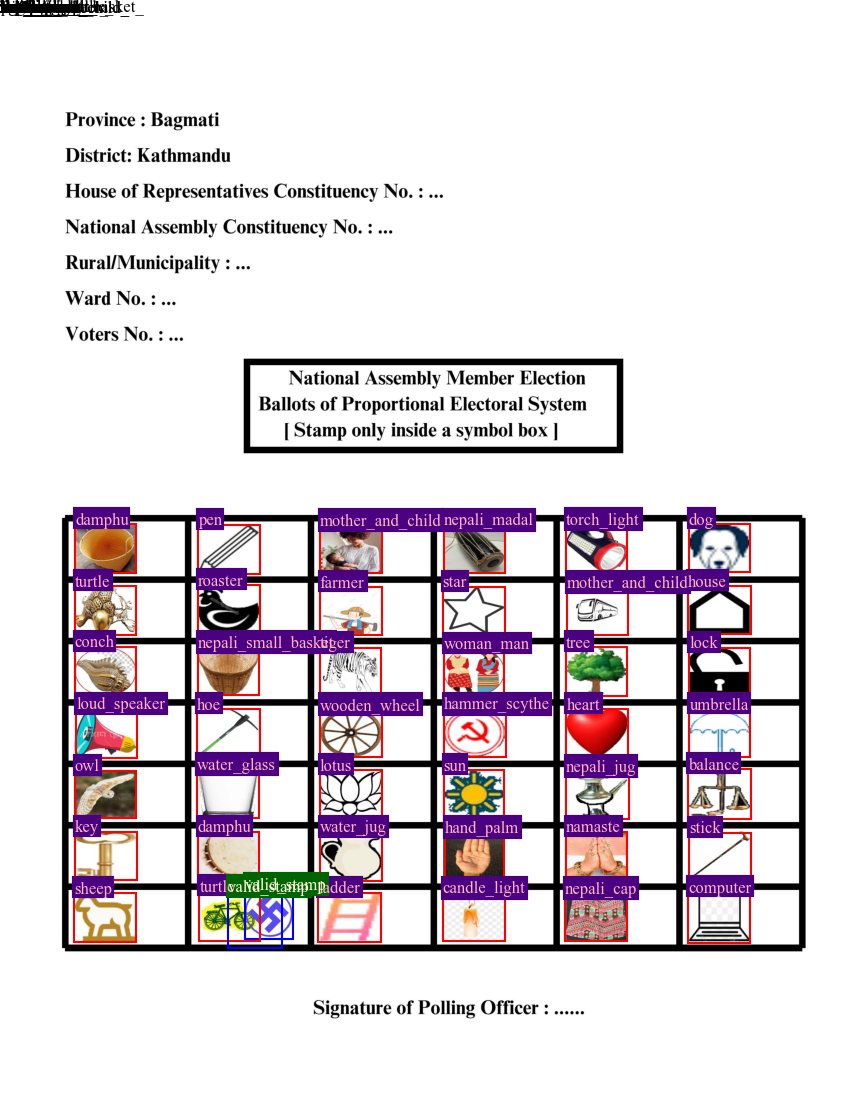 Province : Bagmati
District: Kathmandu
House of Representatives Constituency No. : ...
National Assembly Constituency No. : ...
Rural/Municipality : ...
Ward No. : ...
Voters No. : ...
National Assembly Member Election
Ballots of Proportional Electoral System
[ Stamp only inside a symbol box ]
damphu pen mother_and_child nepali_madal torch_light dog
turtle roaster farmer star mother_and_child house
conch nepali_small_basket tiger woman_man tree lock
loud_speaker hoe wooden_wheel hammer_scythe heart umbrella
owl water_glass lotus sun nepali_jug balance
key damphu water_jug hand_palm namaste stick
sheep turtle valid_stamp ladder candle_light nepali_cap computer
Signature of Polling Officer : ......